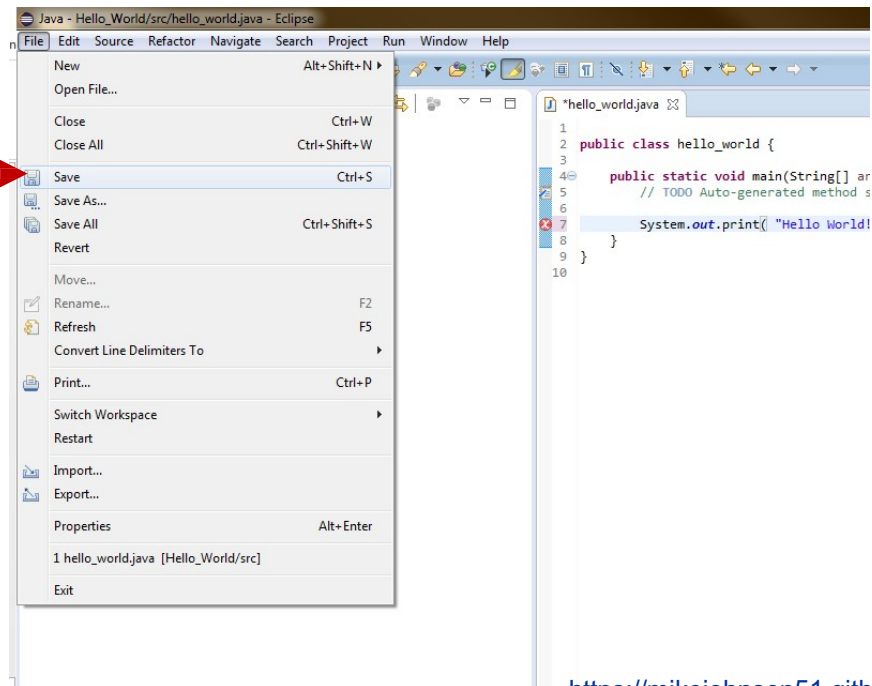 Java - Hello_World/src/hello_world.java - Eclipse
File Edit Source Refactor Navigate Search Project Run Window Help
New Alt+Shift+N
Open File...
Close Ctrl+W
Close All Ctrl+Shift+W
Save Ctrl+S
Save As...
Save All Ctrl+Shift+S
Revert
Move...
Rename... F2
Refresh F5
Convert Line Delimiters To
Print... Ctrl+P
Switch Workspace
Restart
Import...
Export...
Properties Alt+Enter
1 hello_world.java [Hello_World/src]
Exit
*hello_world.java
1
2 public class hello_world {
3
4 public static void main(String[] ar
5 // TODO Auto-generated method s
6
7 System.out.print( "Hello World!
8 }
9 }
10